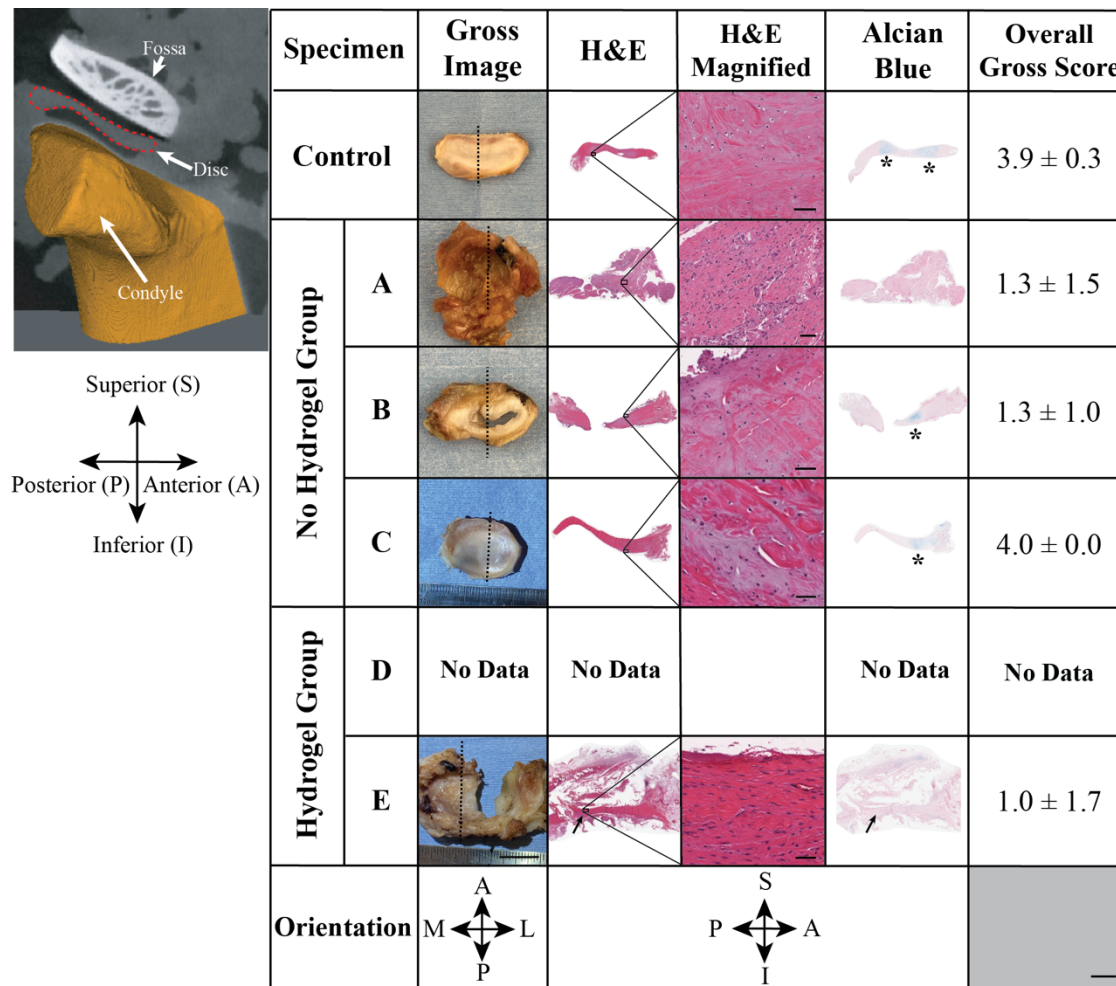 Fossa
Disc
Condyle
Superior (S)
Posterior (P) Anterior (A)
Inferior (I)
Specimen
Gross
Image
H&E
H&E
Magnified
Alcian
Blue
Overall
Gross Score
Control
*
*
3.9 ± 0.3
No Hydrogel Group
A
1.3 ± 1.5
B
*
1.3 ± 1.0
C
*
4.0 ± 0.0
Hydrogel Group
D
No Data
No Data
No Data
No Data
E
1.0 ± 1.7
Orientation
A
M L
P
S
P A
I